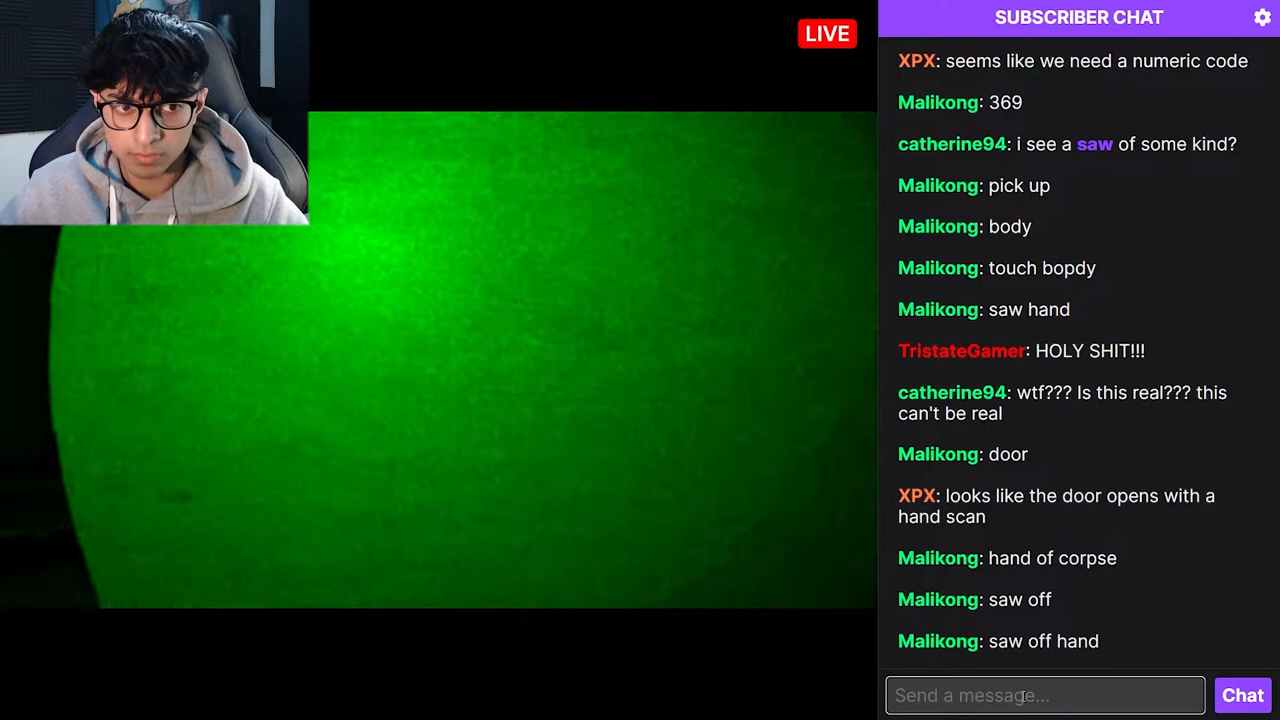 LIVE
SUBSCRIBER CHAT
XPX: seems like we need a numeric code
Malikong: 369
catherine94: i see a saw of some kind?
Malikong: pick up
Malikong: body
Malikong: touch bopdy
Malikong: saw hand
TristateGamer: HOLY SHIT!!!
catherine94: wtf??? Is this real??? this
can't be real
Malikong: door
XPX: looks like the door opens with a
hand scan
Malikong: hand of corpse
Malikong: saw off
Malikong: saw off hand
Send a message...
Chat